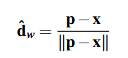 d̂_w = (p − x) / ‖p − x‖